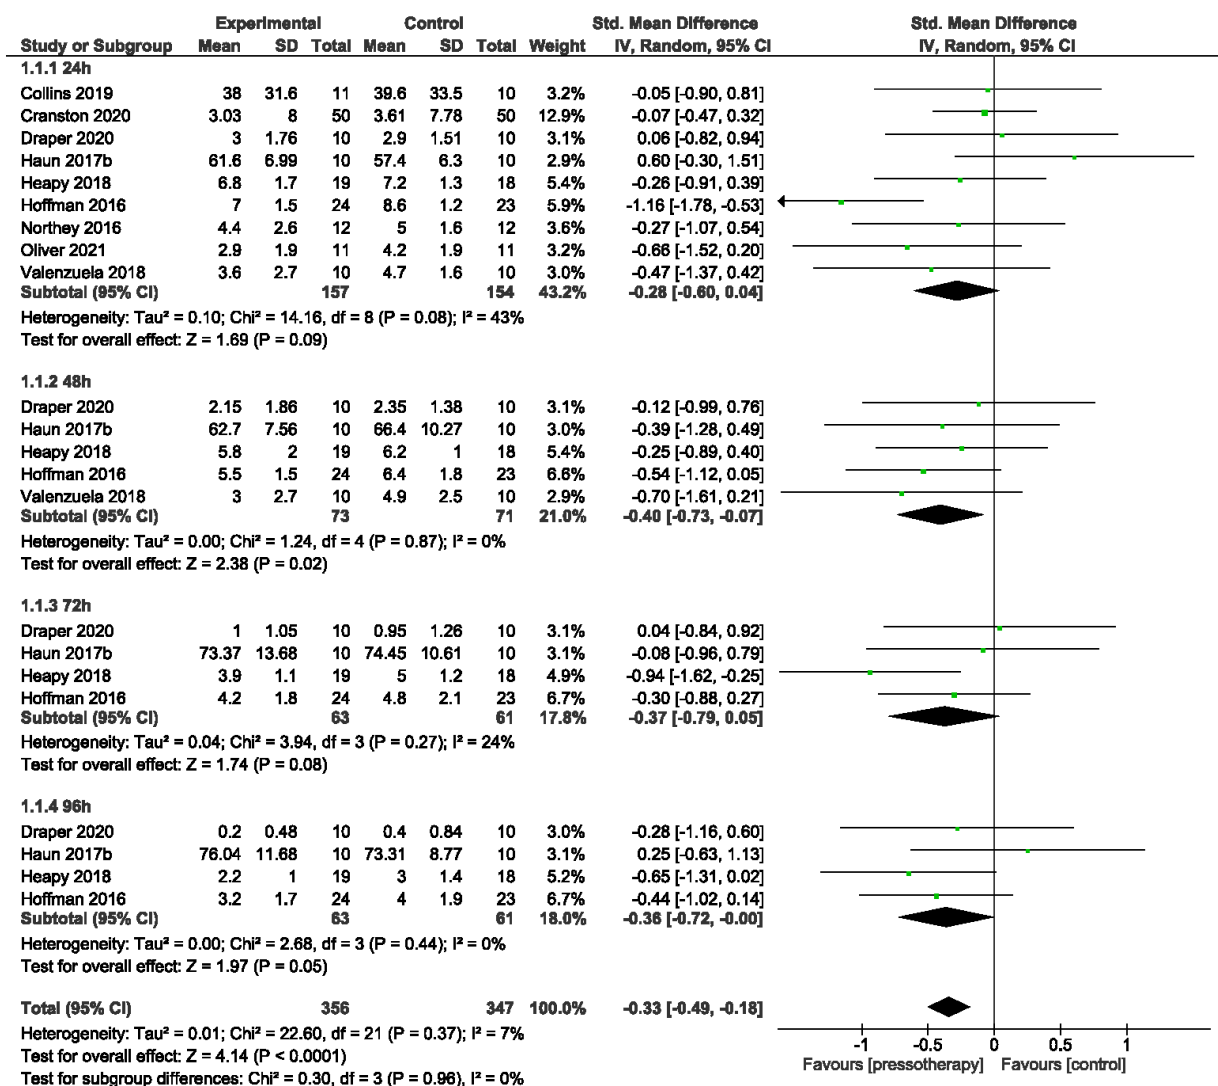 Experimental Control Std. Mean Difference Std. Mean Difference
Study or Subgroup Mean SD Total Mean SD Total Weight IV, Random, 95% CI IV, Random, 95% CI
1.1.1 24h
Collins 2019 38 31.6 11 39.6 33.5 10 3.2% -0.05 [-0.90, 0.81]
Cranston 2020 3.03 8 50 3.61 7.78 50 12.9% -0.07 [-0.47, 0.32]
Draper 2020 3 1.76 10 2.9 1.51 10 3.1% 0.06 [-0.82, 0.94]
Haun 2017b 61.6 6.99 10 57.4 6.3 10 2.9% 0.60 [-0.30, 1.51]
Heapy 2018 6.8 1.7 19 7.2 1.3 18 5.4% -0.26 [-0.91, 0.39]
Hoffman 2016 7 1.5 24 8.6 1.2 23 5.9% -1.16 [-1.78, -0.53]
Northey 2016 4.4 2.6 12 5 1.6 12 3.6% -0.27 [-1.07, 0.54]
Oliver 2021 2.9 1.9 11 4.2 1.9 11 3.2% -0.66 [-1.52, 0.20]
Valenzuela 2018 3.6 2.7 10 4.7 1.6 10 3.0% -0.47 [-1.37, 0.42]
Subtotal (95% CI) 157 154 43.2% -0.28 [-0.60, 0.04]
Heterogeneity: Tau² = 0.10; Chi² = 14.16, df = 8 (P = 0.08); I² = 43%
Test for overall effect: Z = 1.69 (P = 0.09)
1.1.2 48h
Draper 2020 2.15 1.86 10 2.35 1.38 10 3.1% -0.12 [-0.99, 0.76]
Haun 2017b 62.7 7.56 10 66.4 10.27 10 3.0% -0.39 [-1.28, 0.49]
Heapy 2018 5.8 2 19 6.2 1 18 5.4% -0.25 [-0.89, 0.40]
Hoffman 2016 5.5 1.5 24 6.4 1.8 23 6.6% -0.54 [-1.12, 0.05]
Valenzuela 2018 3 2.7 10 4.9 2.5 10 2.9% -0.70 [-1.61, 0.21]
Subtotal (95% CI) 73 71 21.0% -0.40 [-0.73, -0.07]
Heterogeneity: Tau² = 0.00; Chi² = 1.24, df = 4 (P = 0.87); I² = 0%
Test for overall effect: Z = 2.38 (P = 0.02)
1.1.3 72h
Draper 2020 1 1.05 10 0.95 1.26 10 3.1% 0.04 [-0.84, 0.92]
Haun 2017b 73.37 13.68 10 74.45 10.61 10 3.1% -0.08 [-0.96, 0.79]
Heapy 2018 3.9 1.1 19 5 1.2 18 4.9% -0.94 [-1.62, -0.25]
Hoffman 2016 4.2 1.8 24 4.8 2.1 23 6.7% -0.30 [-0.88, 0.27]
Subtotal (95% CI) 63 61 17.8% -0.37 [-0.79, 0.05]
Heterogeneity: Tau² = 0.04; Chi² = 3.94, df = 3 (P = 0.27); I² = 24%
Test for overall effect: Z = 1.74 (P = 0.08)
1.1.4 96h
Draper 2020 0.2 0.48 10 0.4 0.84 10 3.0% -0.28 [-1.16, 0.60]
Haun 2017b 76.04 11.68 10 73.31 8.77 10 3.1% 0.25 [-0.63, 1.13]
Heapy 2018 2.2 1 19 3 1.4 18 5.2% -0.65 [-1.31, 0.02]
Hoffman 2016 3.2 1.7 24 4 1.9 23 6.7% -0.44 [-1.02, 0.14]
Subtotal (95% CI) 63 61 18.0% -0.36 [-0.72, -0.00]
Heterogeneity: Tau² = 0.00; Chi² = 2.68, df = 3 (P = 0.44); I² = 0%
Test for overall effect: Z = 1.97 (P = 0.05)
Total (95% CI) 356 347 100.0% -0.33 [-0.49, -0.18]
Heterogeneity: Tau² = 0.01; Chi² = 22.60, df = 21 (P = 0.37); I² = 7%
Test for overall effect: Z = 4.14 (P < 0.0001)
Test for subgroup differences: Chi² = 0.30, df = 3 (P = 0.96), I² = 0%
-1 -0.5 0 0.5 1
Favours [pressotherapy] Favours [control]